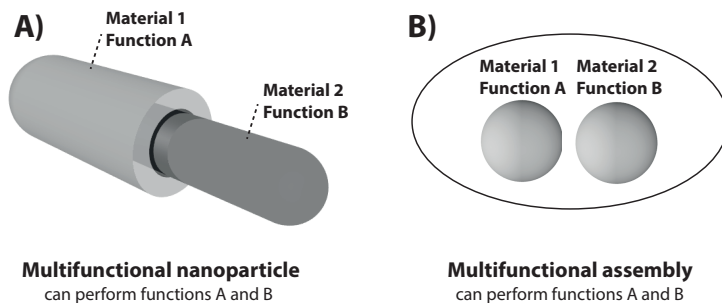 A)
Material 1
Function A
Material 2
Function B
Multifunctional nanoparticle
can perform functions A and B
B)
Material 1
Function A
Material 2
Function B
Multifunctional assembly
can perform functions A and B